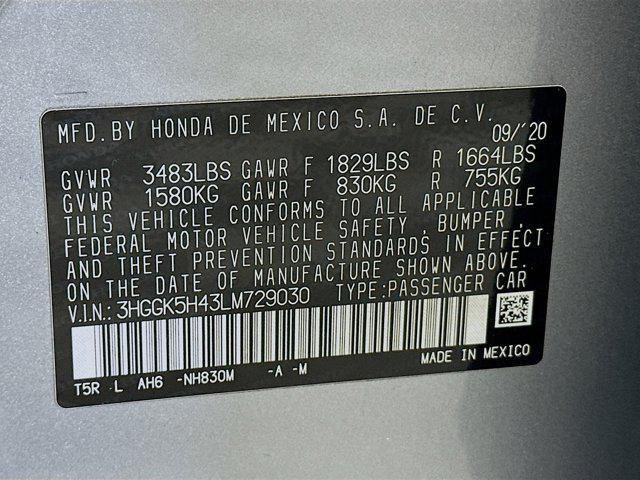 MFD. BY HONDA DE MEXICO S.A. DE C.V.
09/'20
GVWR 3483LBS GAWR F 1829LBS R 1664LBS
GVWR 1580KG GAWR F 830KG R 755KG
THIS VEHICLE CONFORMS TO ALL APPLICABLE
FEDERAL MOTOR VEHICLE SAFETY, BUMPER,
AND THEFT PREVENTION STANDARDS IN EFFECT
ON THE DATE OF MANUFACTURE SHOWN ABOVE.
V.I.N.: 3HGGK5H43LM729030 TYPE:PASSENGER CAR
T5R L AH6 -NH830M -A -M MADE IN MEXICO